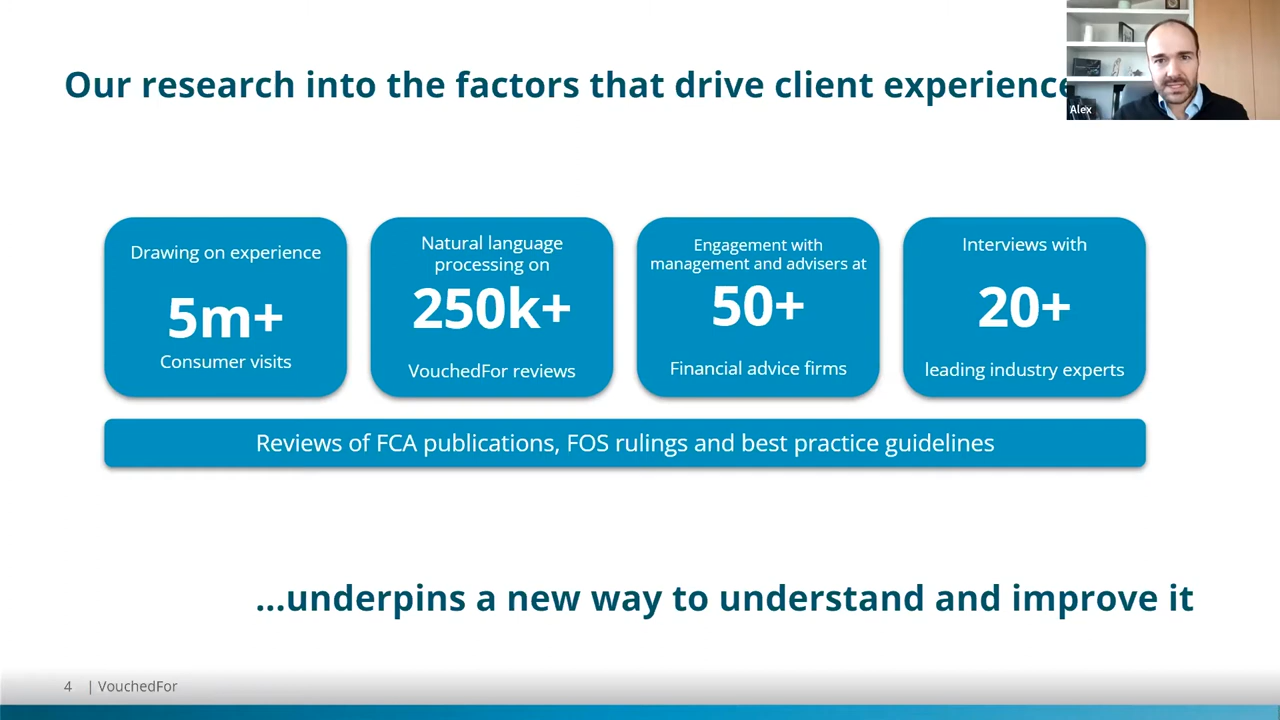 Our research into the factors that drive client experience
Alex
Drawing on experience
5m+
Consumer visits
Natural language
processing on
250k+
VouchedFor reviews
Engagement with
management and advisers at
50+
Financial advice firms
Interviews with
20+
leading industry experts
Reviews of FCA publications, FOS rulings and best practice guidelines
...underpins a new way to understand and improve it
4 | VouchedFor